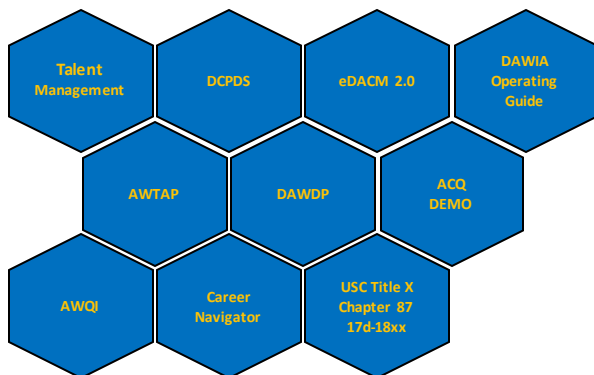 Talent
Management
DCPDS
eDACM 2.0
DAWIA
Operating
Guide
AWTAP
DAWDP
ACQ
DEMO
AWQI
Career
Navigator
USC Title X
Chapter 87
17d-18xx